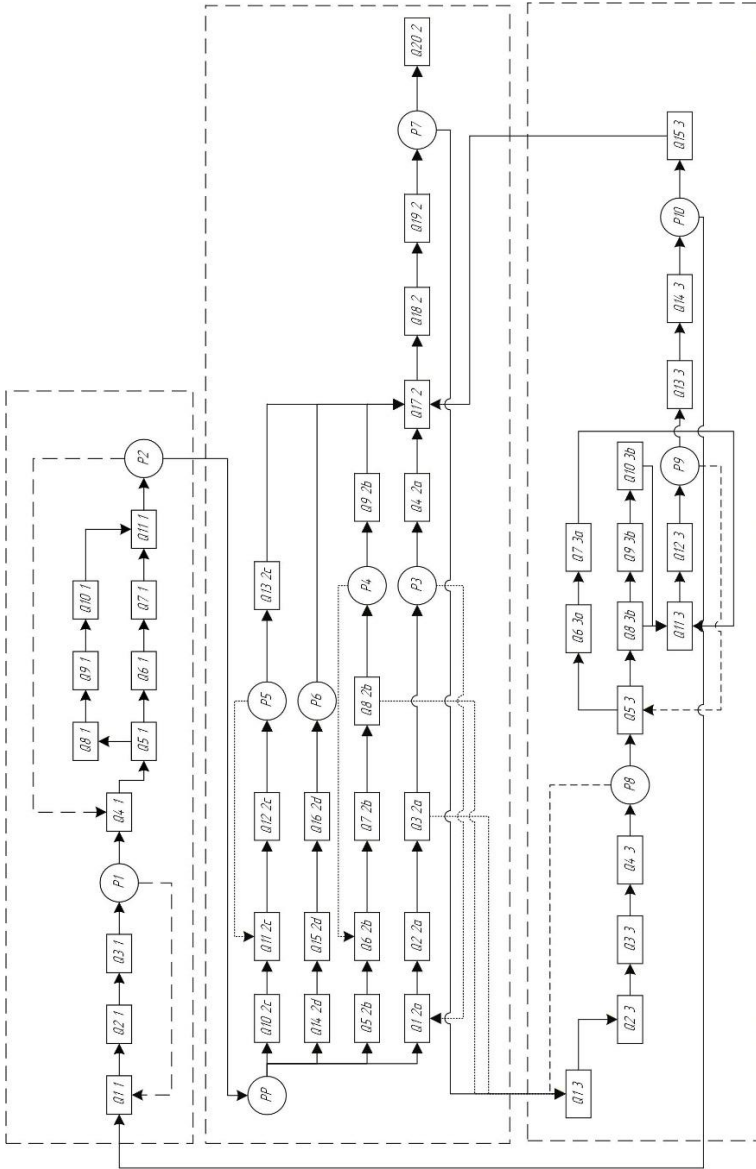 Q1 1
Q2 1
Q3 1
P1
Q4 1
Q5 1
Q6 1
Q7 1
Q8 1
Q9 1
Q10 1
Q11 1
P2
PP
Q10 2c
Q11 2c
Q12 2c
P5
Q13 2c
Q14 2d
Q15 2d
Q16 2d
P6
Q5 2b
Q6 2b
Q7 2b
Q8 2b
P4
Q9 2b
Q1 2a
Q2 2a
Q3 2a
P3
Q4 2a
Q17 2
Q18 2
Q19 2
P7
Q20 2
Q1 3
Q2 3
Q3 3
Q4 3
P8
Q5 3
Q6 3a
Q7 3a
Q8 3b
Q9 3b
Q10 3b
Q11 3
Q12 3
P9
Q13 3
Q14 3
P10
Q15 3